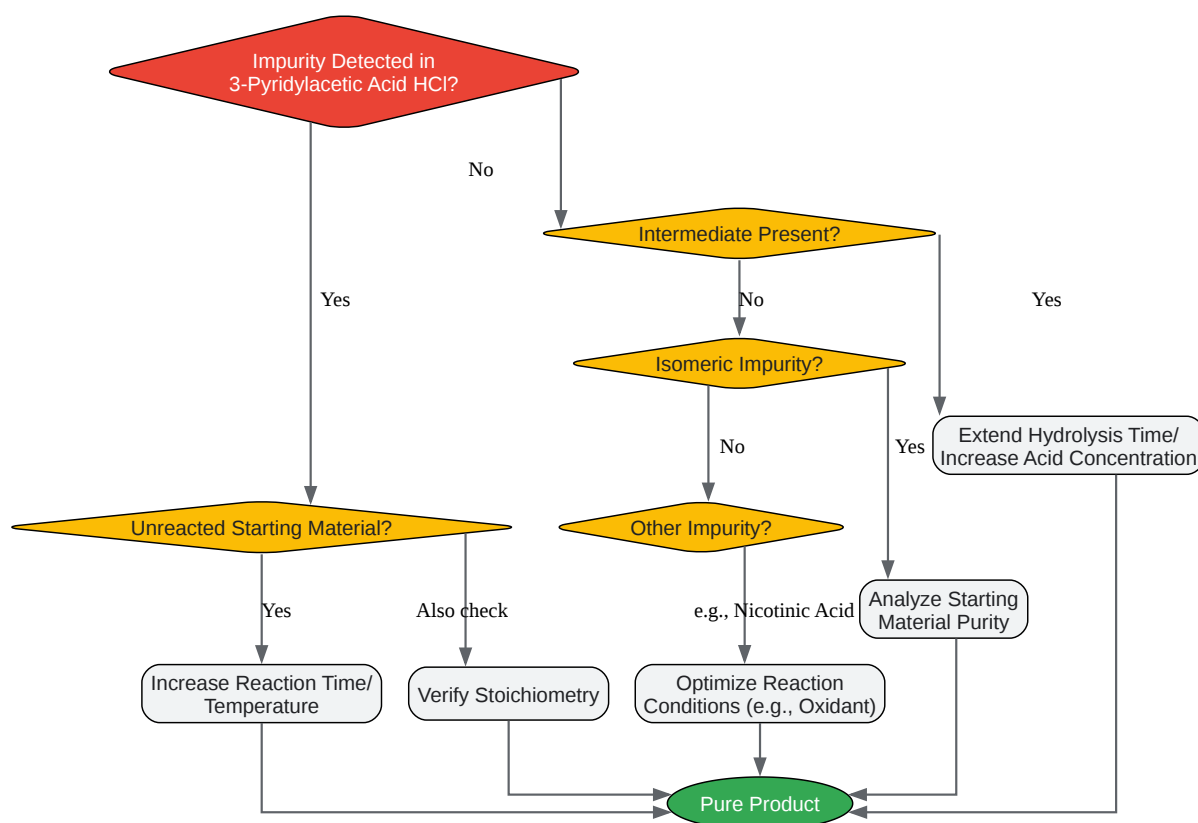 Impurity Detected in
3-Pyridylacetic Acid HCl?
No
Intermediate Present?
Yes
No
Yes
Isomeric Impurity?
Extend Hydrolysis Time/
Increase Acid Concentration
No
Yes
Unreacted Starting Material?
Other Impurity?
Yes
Also check
e.g., Nicotinic Acid
Analyze Starting
Material Purity
Increase Reaction Time/
Temperature
Verify Stoichiometry
Optimize Reaction
Conditions (e.g., Oxidant)
Pure Product